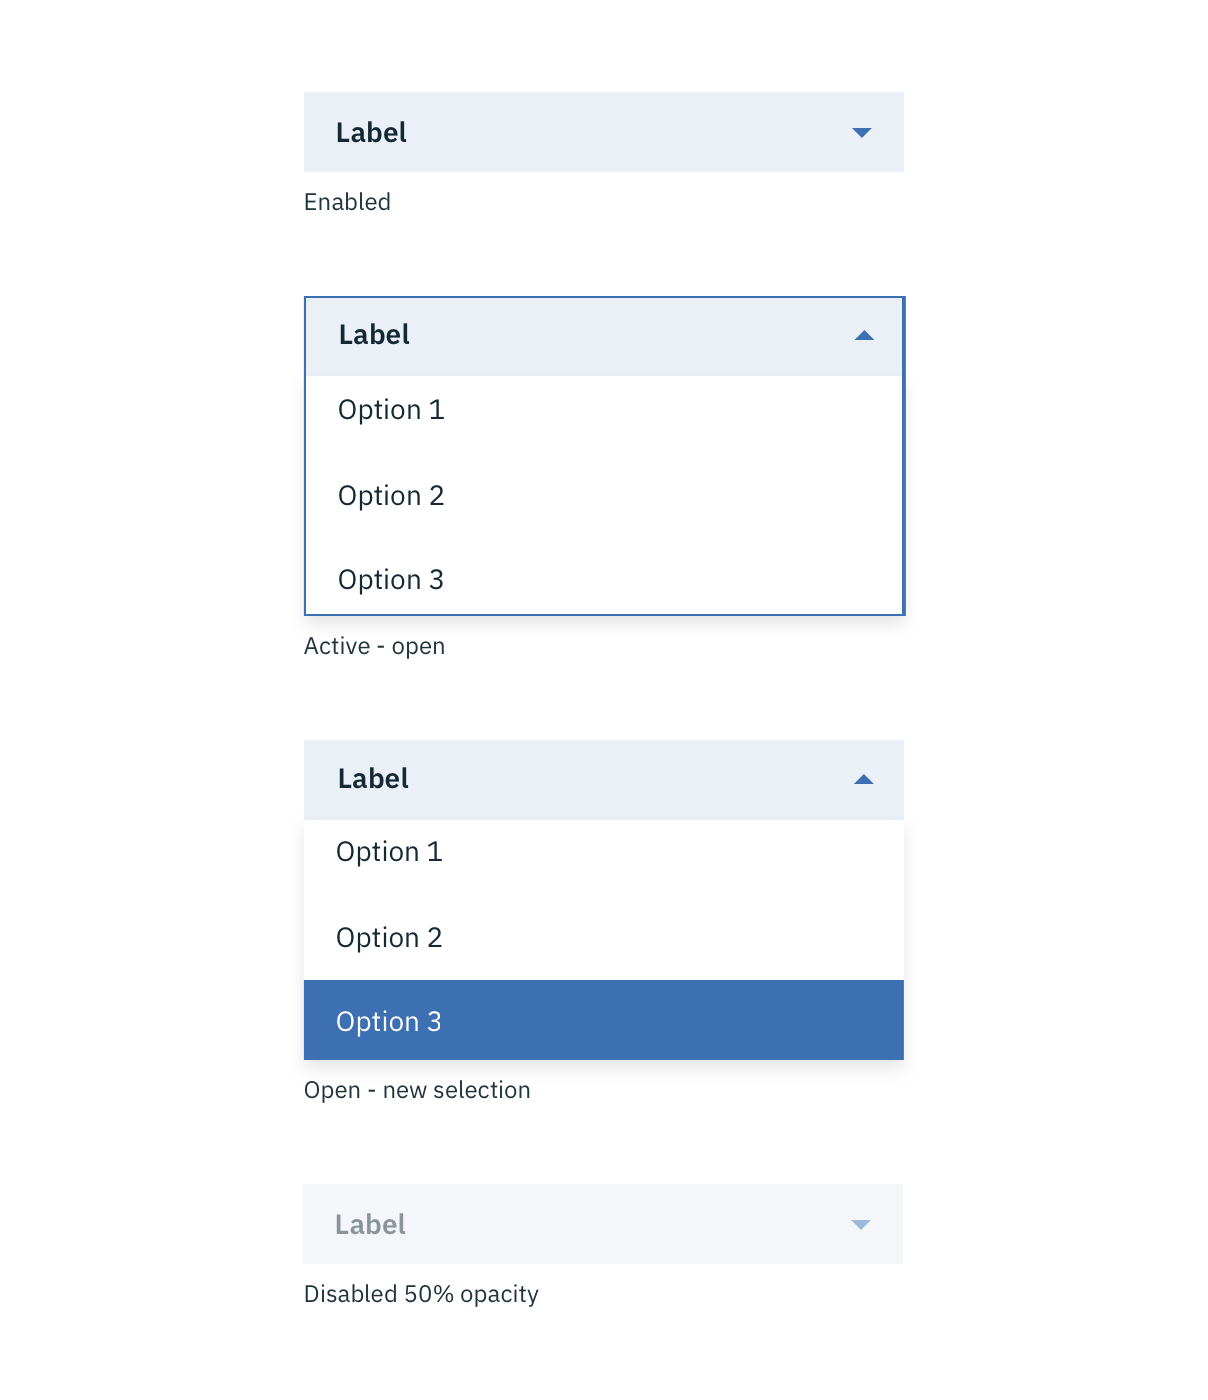 Label
Enabled
Label
Option 1
Option 2
Option 3
Active - open
Label
Option 1
Option 2
Option 3
Open - new selection
Label
Disabled 50% opacity